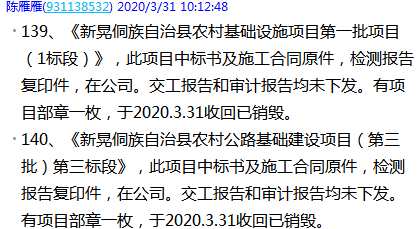 陈雁雁(931138532) 2020/3/31 10:12:48
139、《新晃侗族自治县农村基础设施项目第一批项目
（1标段）》，此项目中标书及施工合同原件，检测报告
复印件，在公司。交工报告和审计报告均未下发。有项
目部章一枚，于2020.3.31收回已销毁。
140、《新晃侗族自治县农村公路基础建设项目（第三
批）第三标段》，此项目中标书及施工合同原件，检测
报告复印件，在公司。交工报告和审计报告均未下发。
有项目部章一枚，于2020.3.31收回已销毁。